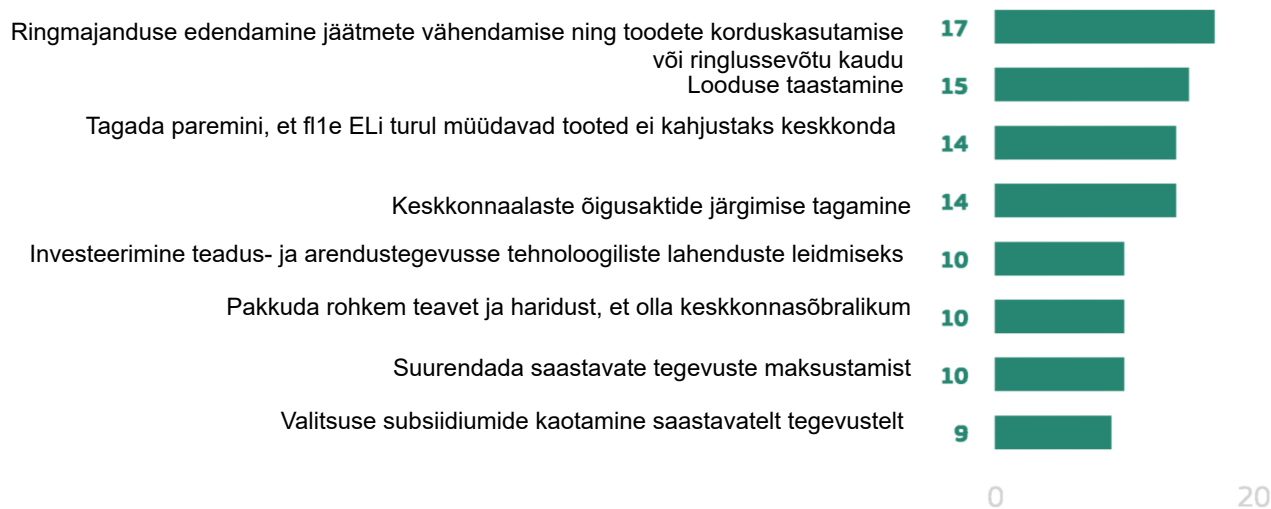 Ringmajanduse edendamine jäätmete vähendamise ning toodete korduskasutamise 17
või ringlussevõtu kaudu
Looduse taastamine 15
Tagada paremini, et fl1e ELi turul müüdavad tooted ei kahjustaks keskkonda 14
Keskkonnaalaste õigusaktide järgimise tagamine 14
Investeerimine teadus- ja arendustegevusse tehnoloogiliste lahenduste leidmiseks 10
Pakkuda rohkem teavet ja haridust, et olla keskkonnasõbralikum 10
Suurendada saastavate tegevuste maksustamist 10
Valitsuse subsiidiumide kaotamine saastavatelt tegevustelt 9
0 20